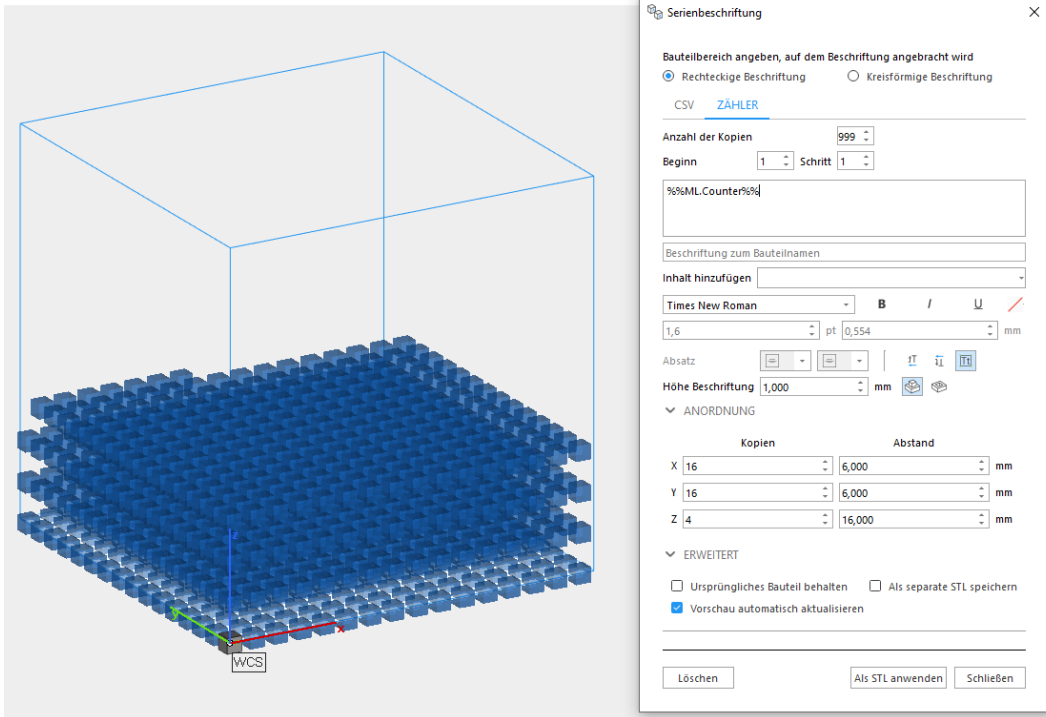 Serienbeschriftung
Bauteilbereich angeben, auf dem Beschriftung angebracht wird
Rechteckige Beschriftung Kreisförmige Beschriftung
CSV ZÄHLER
Anzahl der Kopien 999
Beginn 1 Schritt 1
%%ML.Counter%%
Beschriftung zum Bauteilnamen
Inhalt hinzufügen
Times New Roman B I U
1,6 pt 0,554 mm
Absatz
Höhe Beschriftung 1,000 mm
ANORDNUNG
Kopien Abstand
X 16 6,000 mm
Y 16 6,000 mm
Z 4 16,000 mm
ERWEITERT
Ursprüngliches Bauteil behalten Als separate STL speichern
Vorschau automatisch aktualisieren
Löschen Als STL anwenden Schließen
z
y
x
WCS